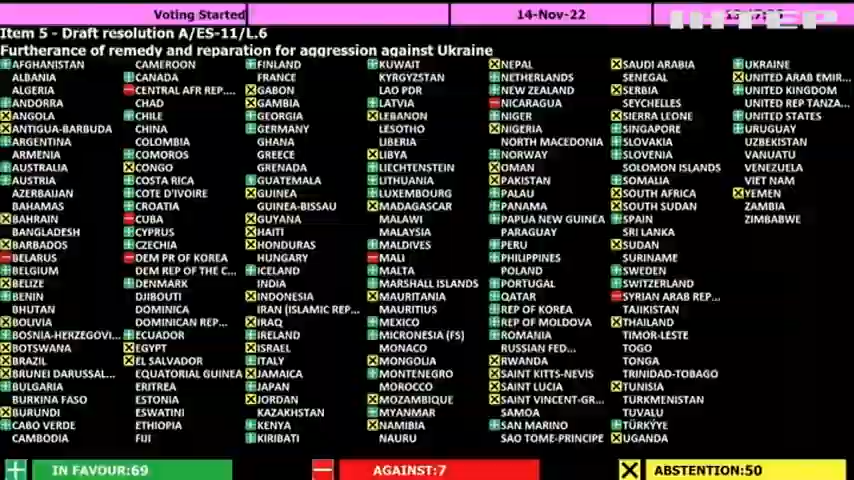 Voting Started 14-Nov-22
ІНТЕР
Item 5 - Draft resolution A/ES-11/L.6
Furtherance of remedy and reparation for aggression against Ukraine
AFGHANISTAN CAMEROON FINLAND KUWAIT NEPAL SAUDI ARABIA UKRAINE
ALBANIA CANADA FRANCE KYRGYZSTAN NETHERLANDS SENEGAL UNITED ARAB EMIR...
ALGERIA CENTRAL AFR REP.... GABON LAO PDR NEW ZEALAND SERBIA UNITED KINGDOM
ANDORRA CHAD GAMBIA LATVIA NICARAGUA SEYCHELLES UNITED REP TANZA...
ANGOLA CHILE GEORGIA LEBANON NIGER SIERRA LEONE UNITED STATES
ANTIGUA-BARBUDA CHINA GERMANY LESOTHO NIGERIA SINGAPORE URUGUAY
ARGENTINA COLOMBIA GHANA LIBERIA NORTH MACEDONIA SLOVAKIA UZBEKISTAN
ARMENIA COMOROS GREECE LIBYA NORWAY SLOVENIA VANUATU
AUSTRALIA CONGO GRENADA LIECHTENSTEIN OMAN SOLOMON ISLANDS VENEZUELA
AUSTRIA COSTA RICA GUATEMALA LITHUANIA PAKISTAN SOMALIA VIET NAM
AZERBAIJAN COTE D'IVOIRE GUINEA LUXEMBOURG PALAU SOUTH AFRICA YEMEN
BAHAMAS CROATIA GUINEA-BISSAU MADAGASCAR PANAMA SOUTH SUDAN ZAMBIA
BAHRAIN CUBA GUYANA MALAWI PAPUA NEW GUINEA SPAIN ZIMBABWE
BANGLADESH CYPRUS HAITI MALAYSIA PARAGUAY SRI LANKA
BARBADOS CZECHIA HONDURAS MALDIVES PERU SUDAN
BELARUS DEM PR OF KOREA HUNGARY MALI PHILIPPINES SURINAME
BELGIUM DEM REP OF THE C... ICELAND MALTA POLAND SWEDEN
BELIZE DENMARK INDIA MARSHALL ISLANDS PORTUGAL SWITZERLAND
BENIN DJIBOUTI INDONESIA MAURITANIA QATAR SYRIAN ARAB REP...
BHUTAN DOMINICA IRAN (ISLAMIC REP... MAURITIUS REP OF KOREA TAJIKISTAN
BOLIVIA DOMINICAN REP... IRAQ MEXICO REP OF MOLDOVA THAILAND
BOSNIA-HERZEGOVI... ECUADOR IRELAND MICRONESIA (FS) ROMANIA TIMOR-LESTE
BOTSWANA EGYPT ISRAEL MONACO RUSSIAN FED... TOGO
BRAZIL EL SALVADOR ITALY MONGOLIA RWANDA TONGA
BRUNEI DARUSSAL... EQUATORIAL GUINEA JAMAICA MONTENEGRO SAINT KITTS-NEVIS TRINIDAD-TOBAGO
BULGARIA ERITREA JAPAN MOROCCO SAINT LUCIA TUNISIA
BURKINA FASO ESTONIA JORDAN MOZAMBIQUE SAINT VINCENT-GR... TURKMENISTAN
BURUNDI ESWATINI KAZAKHSTAN MYANMAR SAMOA TUVALU
CABO VERDE ETHIOPIA KENYA NAMIBIA SAN MARINO TÜRKİYE
CAMBODIA FIJI KIRIBATI NAURU SAO TOME-PRINCIPE UGANDA
IN FAVOUR:69 AGAINST:7 ABSTENTION:50